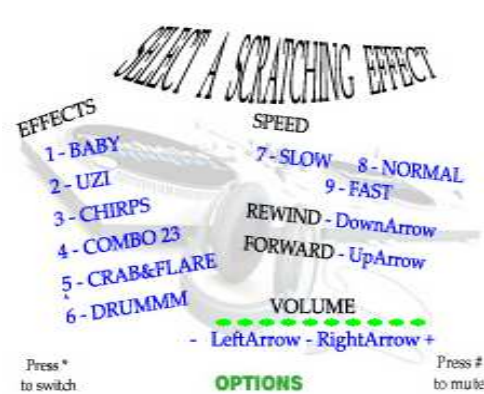 SELECT A SCRATCHING EFFECT
EFFECTS
1 - BABY
2 - UZI
3 - CHIRPS
4 - COMBO 23
5 - CRAB&FLARE
6 - DRUMMM
SPEED
7 - SLOW 8 - NORMAL
9 - FAST
REWIND - DownArrow
FORWARD - UpArrow
VOLUME
- LeftArrow - RightArrow +
Press *
to switch
OPTIONS
Press #
to mute